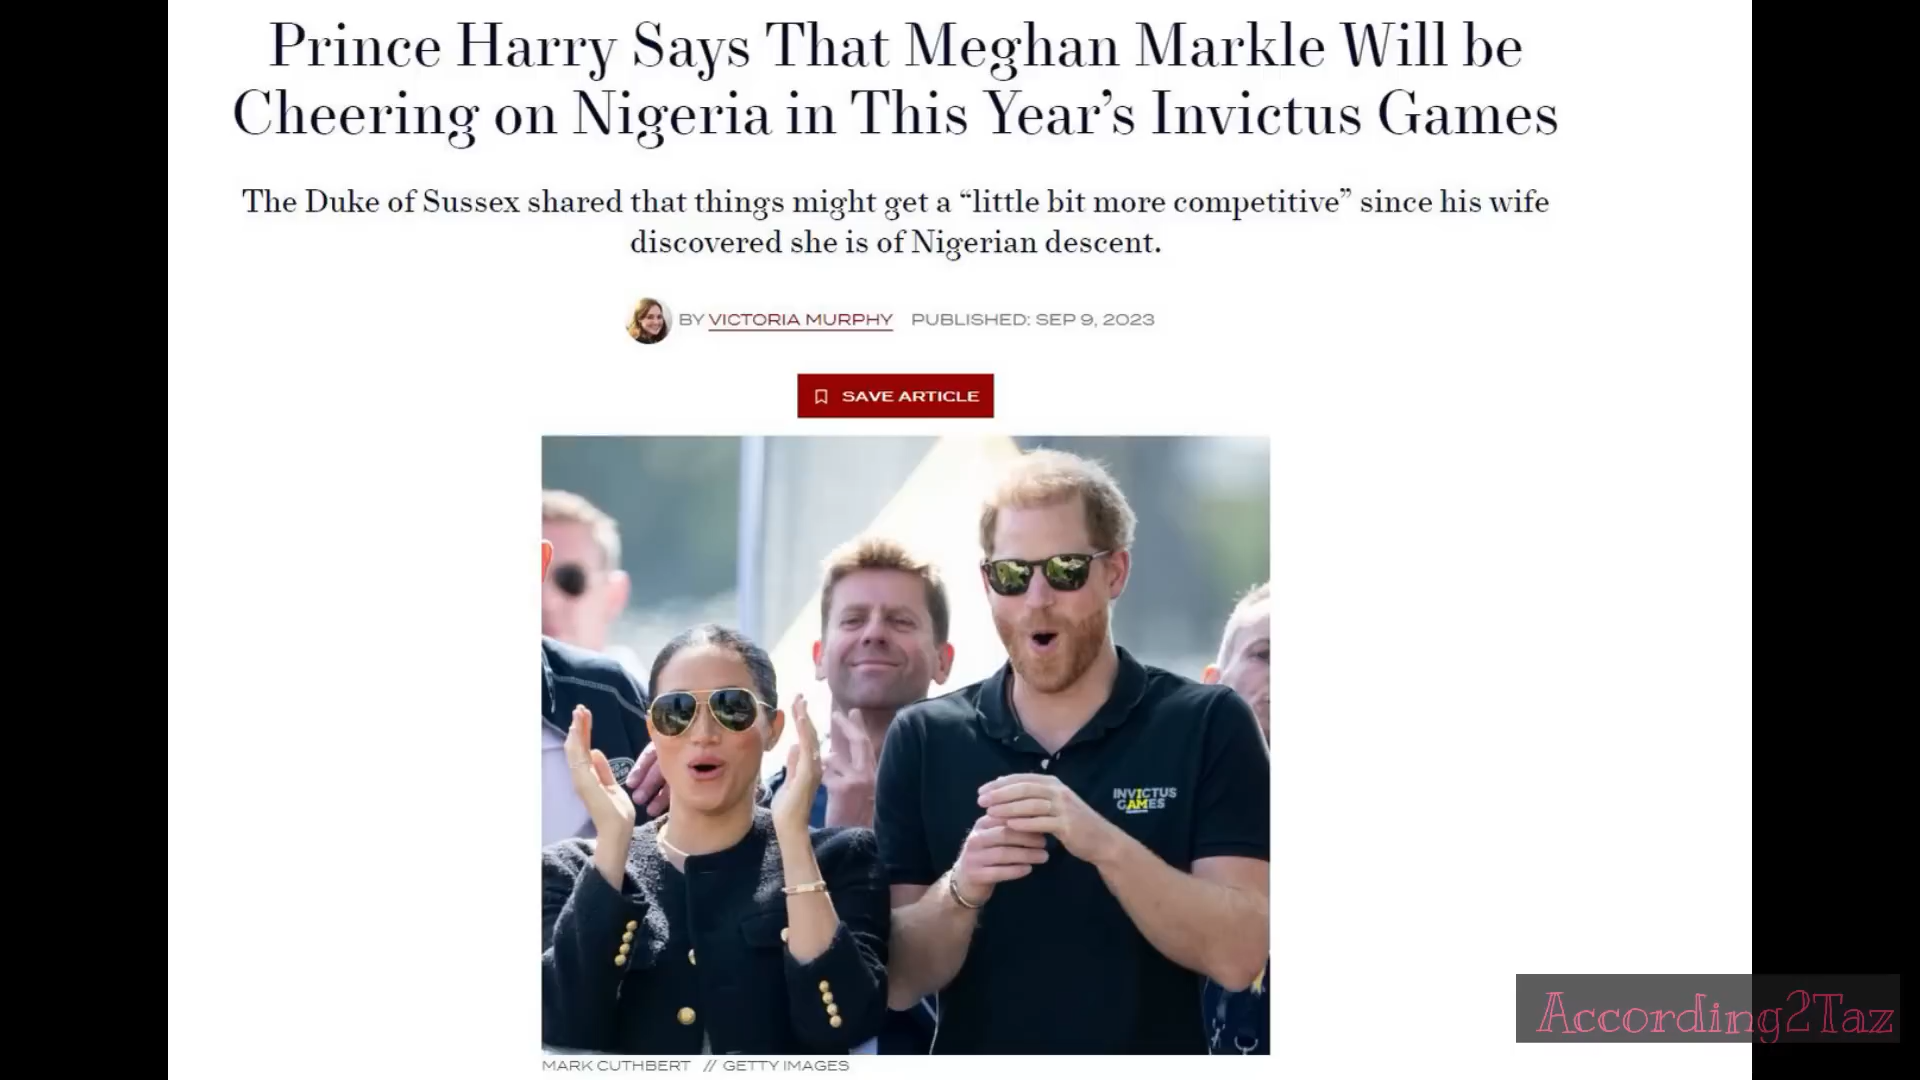 Prince Harry Says That Meghan Markle Will be
Cheering on Nigeria in This Year’s Invictus Games
The Duke of Sussex shared that things might get a “little bit more competitive” since his wife
discovered she is of Nigerian descent.
BY VICTORIA MURPHY PUBLISHED: SEP 9, 2023
SAVE ARTICLE
INVICTUS
GAMES
MARK CUTHBERT // GETTY IMAGES
According2Taz